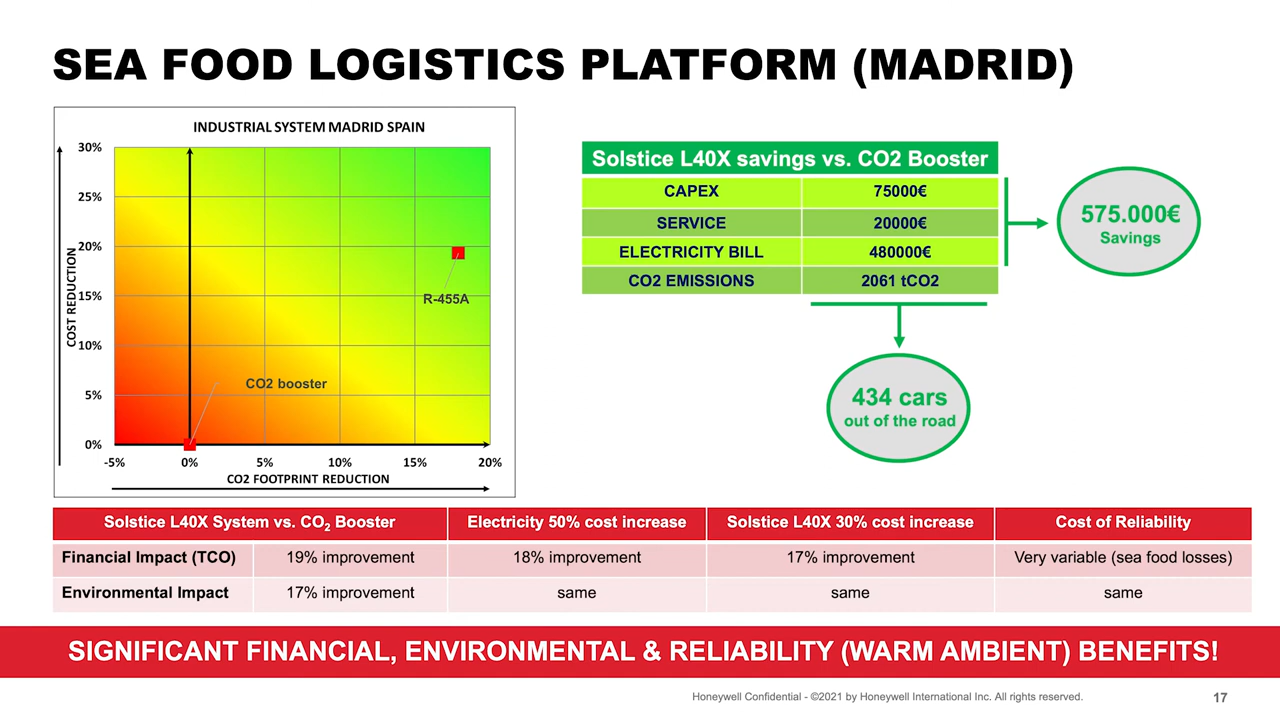 SEA FOOD LOGISTICS PLATFORM (MADRID)
INDUSTRIAL SYSTEM MADRID SPAIN
30%
25%
20%
15%
10%
5%
0%
COST REDUCTION
R-455A
CO2 booster
-5% 0% 5% 10% 15% 20%
CO2 FOOTPRINT REDUCTION
Solstice L40X savings vs. CO2 Booster
CAPEX 75000€
SERVICE 20000€
ELECTRICITY BILL 480000€
CO2 EMISSIONS 2061 tCO2
575.000€
Savings
434 cars
out of the road
Solstice L40X System vs. CO₂ Booster Electricity 50% cost increase Solstice L40X 30% cost increase Cost of Reliability
Financial Impact (TCO) 19% improvement 18% improvement 17% improvement Very variable (sea food losses)
Environmental Impact 17% improvement same same same
SIGNIFICANT FINANCIAL, ENVIRONMENTAL & RELIABILITY (WARM AMBIENT) BENEFITS!
Honeywell Confidential - ©2021 by Honeywell International Inc. All rights reserved.
17